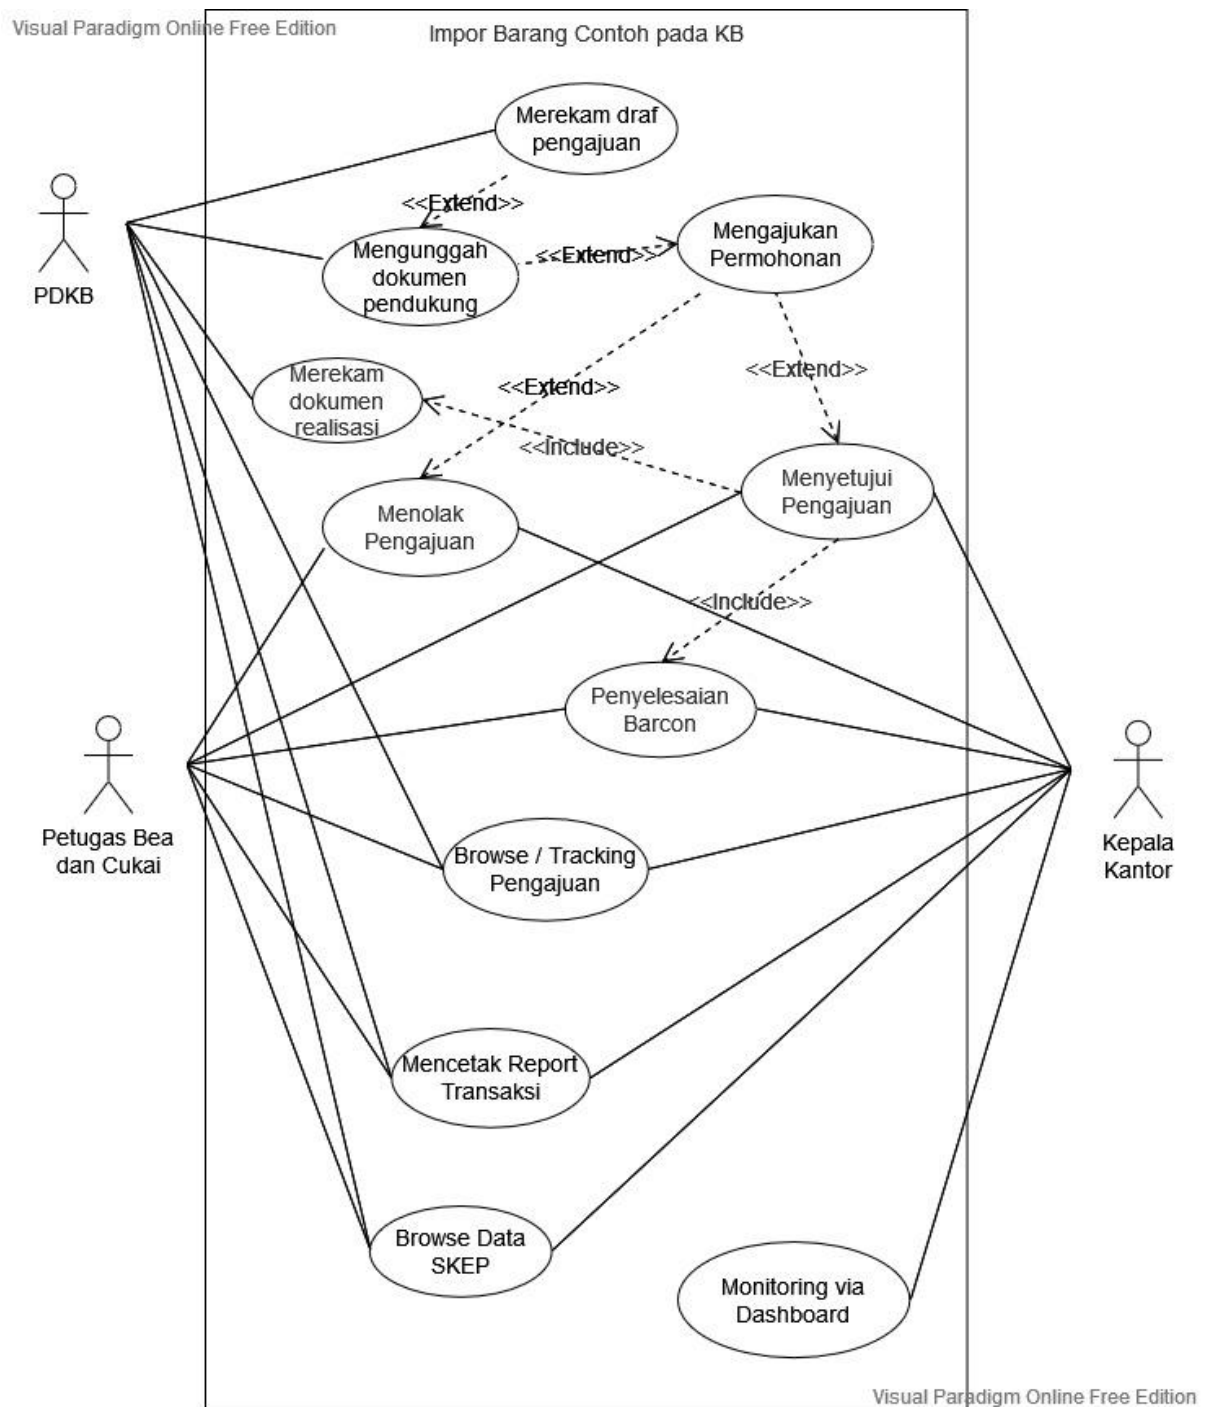 Visual Paradigm Online Free Edition
Impor Barang Contoh pada KB
Merekam draf
pengajuan
<<Extend>>
PDKB
Mengunggah
dokumen
pendukung
<<Extend>>
Mengajukan
Permohonan
Merekam
dokumen
realisasi
<<Extend>>
<<Extend>>
<<Include>>
Menolak
Pengajuan
Menyetujui
Pengajuan
<<Include>>
Penyelesaian
Barcon
Petugas Bea
dan Cukai
Browse / Tracking
Pengajuan
Kepala
Kantor
Mencetak Report
Transaksi
Browse Data
SKEP
Monitoring via
Dashboard
Visual Paradigm Online Free Edition